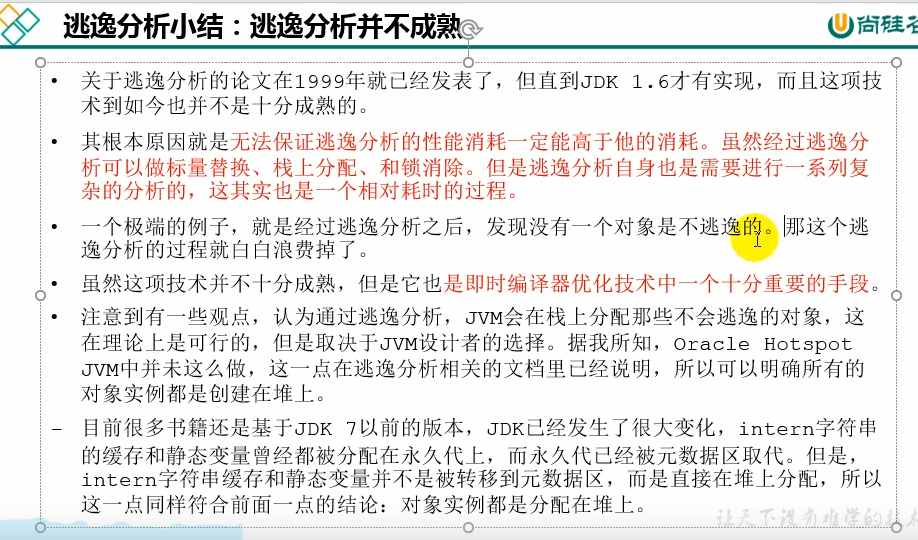 逃逸分析小结：逃逸分析并不成熟
尚硅谷
• 关于逃逸分析的论文在1999年就已经发表了，但直到JDK 1.6才有实现，而且这项技
术到如今也并不是十分成熟的。
• 其根本原因就是无法保证逃逸分析的性能消耗一定能高于他的消耗。虽然经过逃逸分
析可以做标量替换、栈上分配、和锁消除。但是逃逸分析自身也是需要进行一系列复
杂的分析的，这其实也是一个相对耗时的过程。
• 一个极端的例子，就是经过逃逸分析之后，发现没有一个对象是不逃逸的。那这个逃
逸分析的过程就白白浪费掉了。
• 虽然这项技术并不十分成熟，但是它也是即时编译器优化技术中一个十分重要的手段。
• 注意到有一些观点，认为通过逃逸分析，JVM会在栈上分配那些不会逃逸的对象，这
在理论上是可行的，但是取决于JVM设计者的选择。据我所知，Oracle Hotspot
JVM中并未这么做，这一点在逃逸分析相关的文档里已经说明，所以可以明确所有的
对象实例都是创建在堆上。
– 目前很多书籍还是基于JDK 7以前的版本，JDK已经发生了很大变化，intern字符串
的缓存和静态变量曾经都被分配在永久代上，而永久代已经被元数据区取代。但是，
intern字符串缓存和静态变量并不是被转移到元数据区，而是直接在堆上分配，所以
这一点同样符合前面一点的结论：对象实例都是分配在堆上。
让天下没有难学的技术